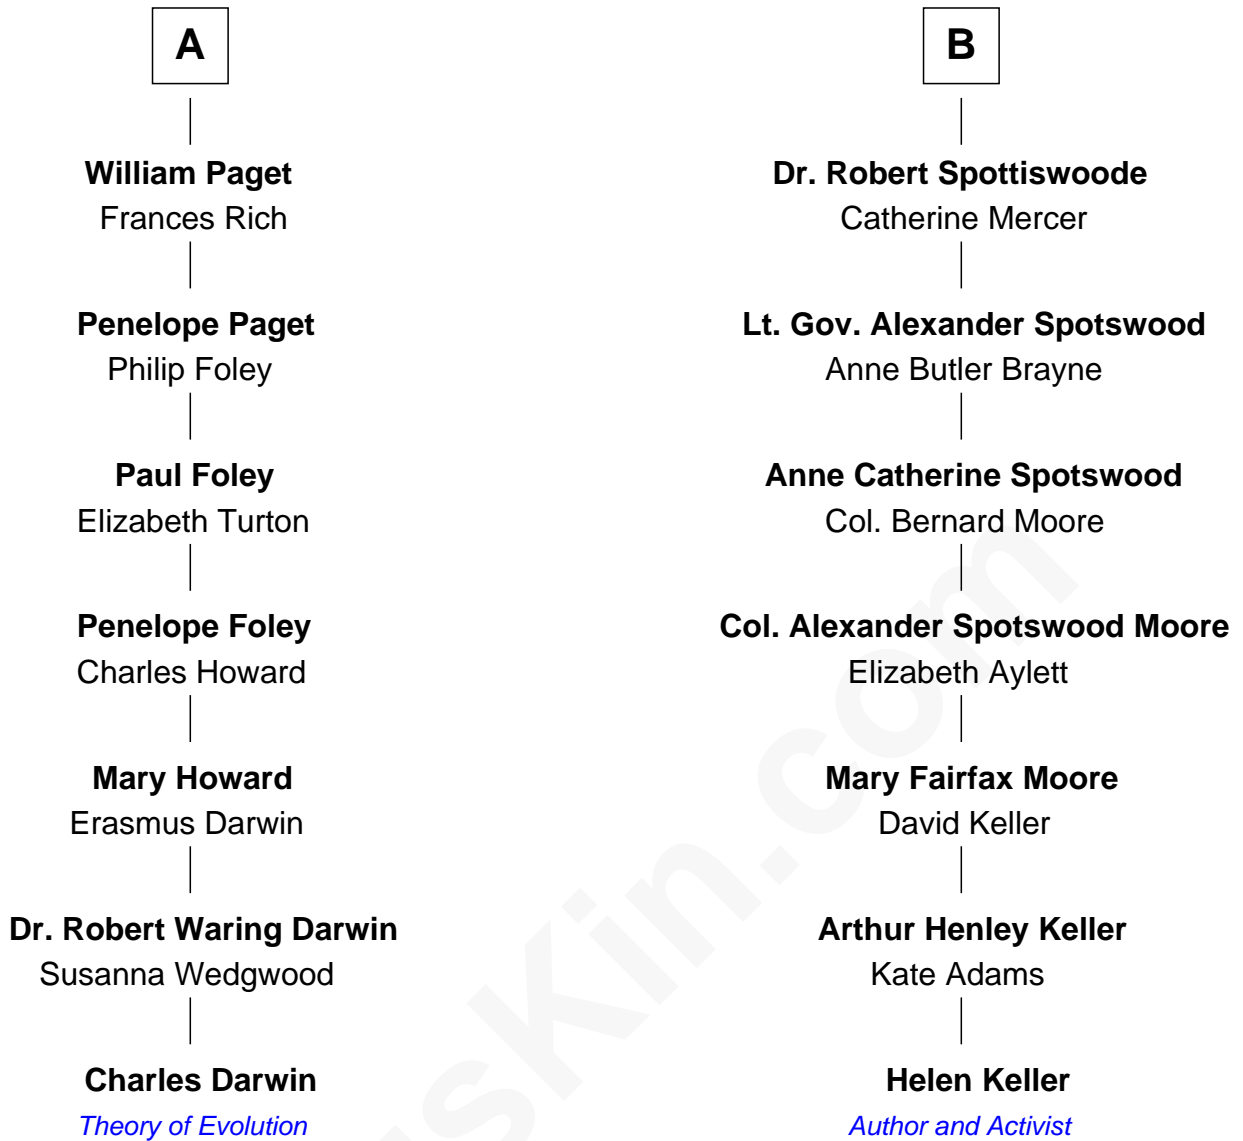 A
William Paget
Frances Rich
Penelope Paget
Philip Foley
Paul Foley
Elizabeth Turton
Penelope Foley
Charles Howard
Mary Howard
Erasmus Darwin
Dr. Robert Waring Darwin
Susanna Wedgwood
Charles Darwin
Theory of Evolution
B
Dr. Robert Spottiswoode
Catherine Mercer
Lt. Gov. Alexander Spotswood
Anne Butler Brayne
Anne Catherine Spotswood
Col. Bernard Moore
Col. Alexander Spotswood Moore
Elizabeth Aylett
Mary Fairfax Moore
David Keller
Arthur Henley Keller
Kate Adams
Helen Keller
Author and Activist
usKin.com